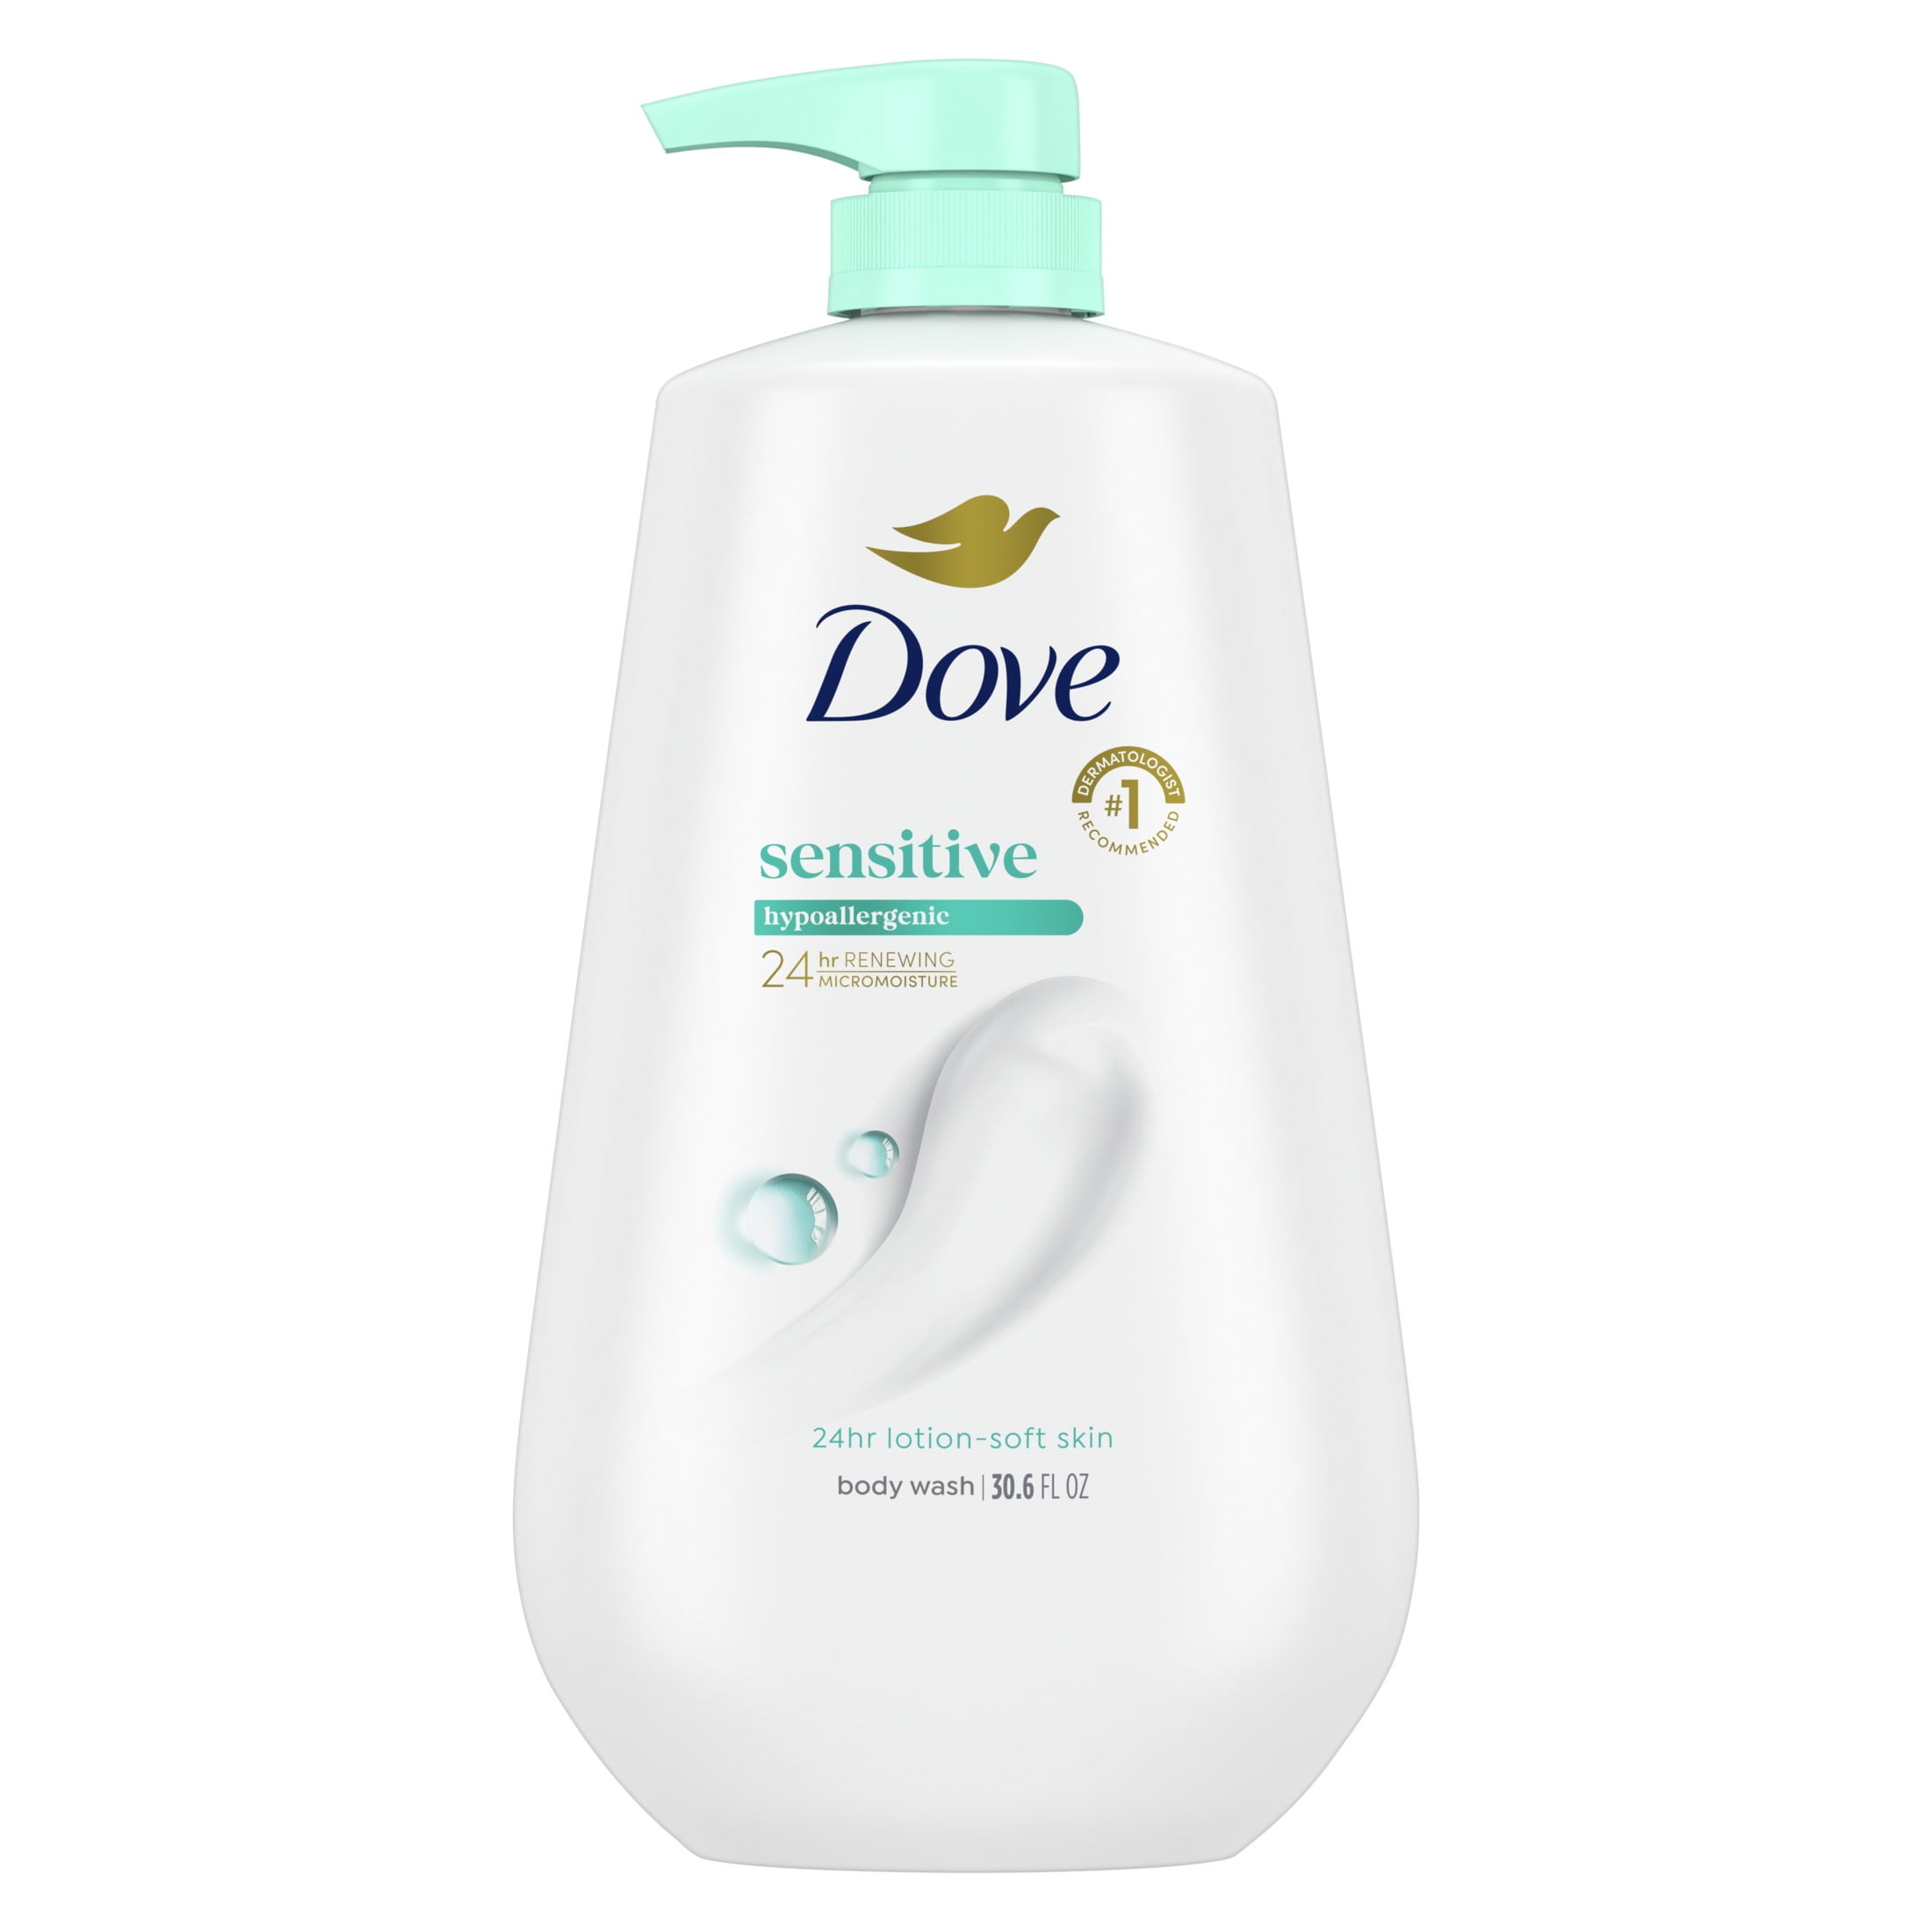 Dove
DERMATOLOGIST
#1
RECOMMENDED
sensitive
hypoallergenic
24 hr RENEWING
MICROMOISTURE
24hr lotion-soft skin
body wash | 30.6 FL OZ